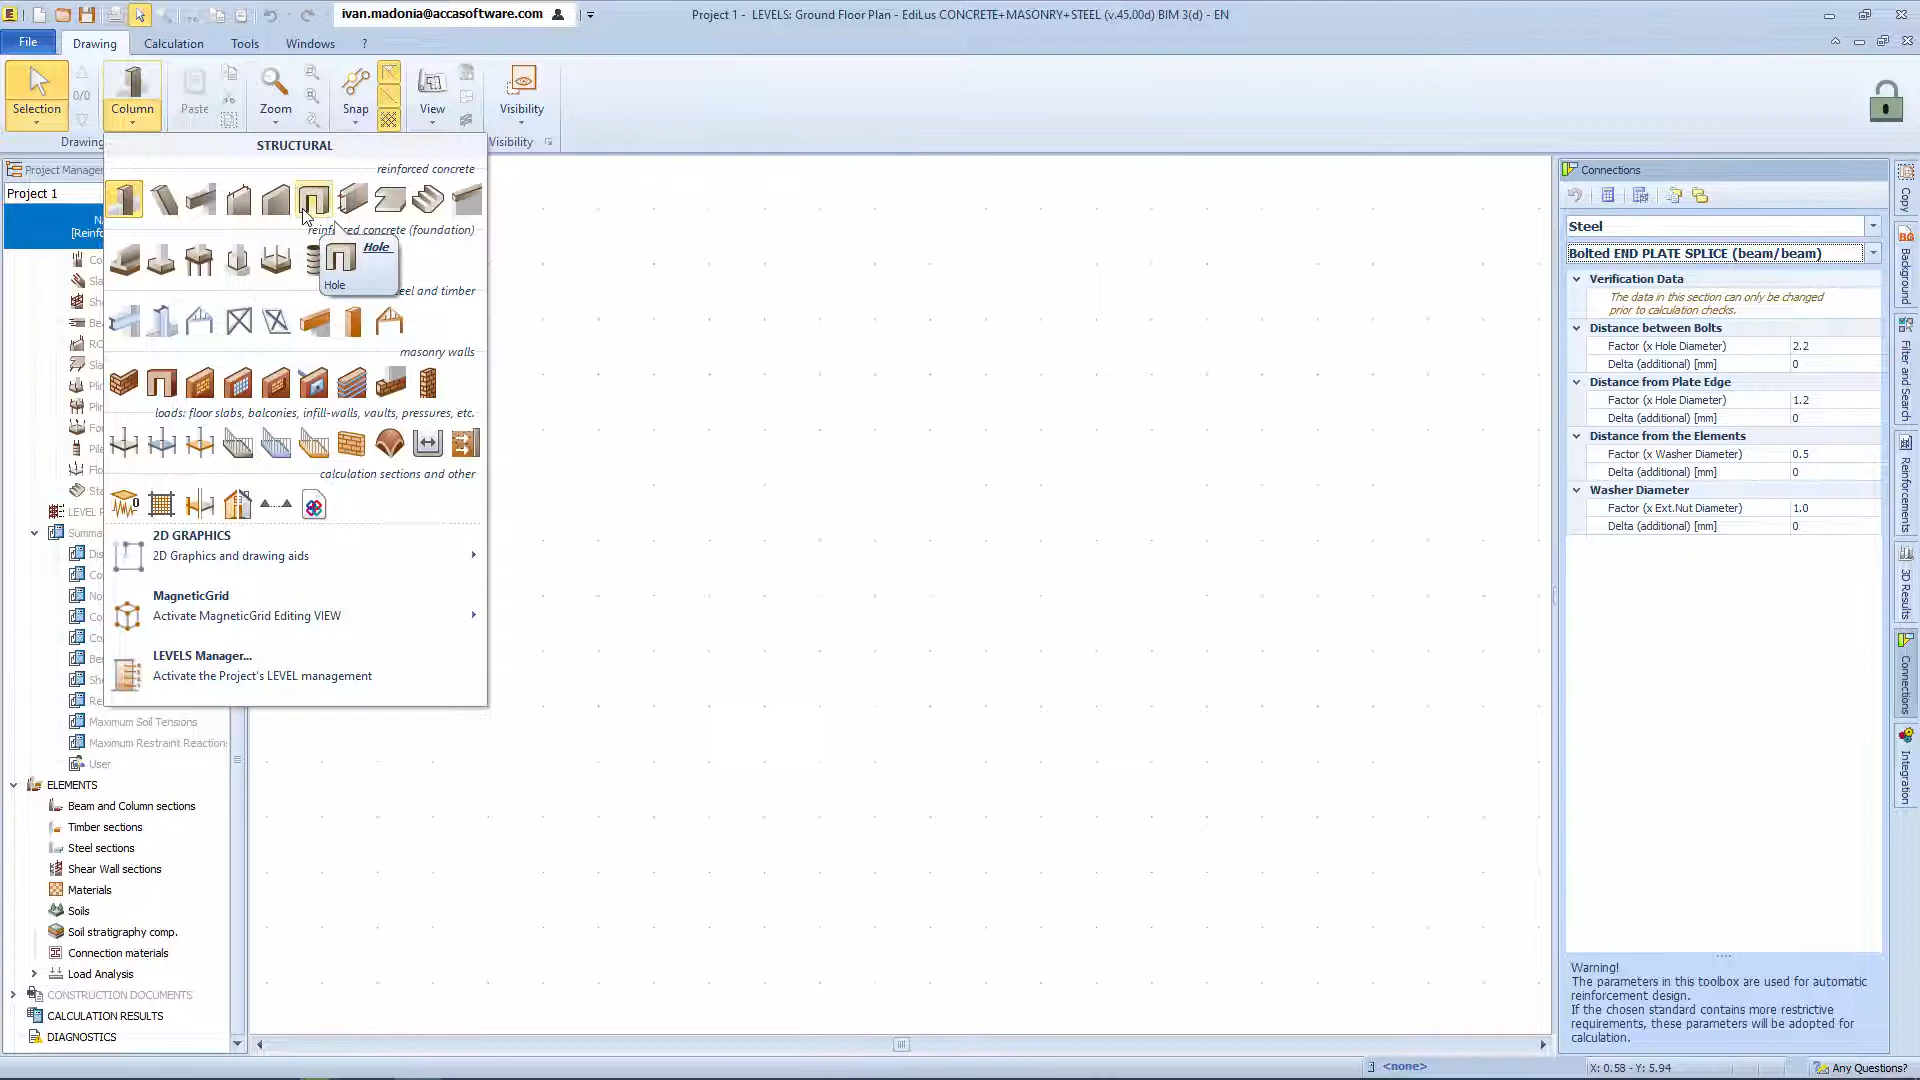 ivan.madonia@accasoftware.com
Project 1 - LEVELS: Ground Floor Plan - EdiLus CONCRETE+MASONRY+STEEL (v.45.00d) BIM 3(d) - EN
File
Drawing
Calculation
Tools
Windows
?
Selection
0/0
Column
Paste
Zoom
Snap
View
Visibility
Drawing
Visibility
Project Manager
Project 1
STRUCTURAL
reinforced concrete
reinforced concrete (foundation)
Hole
Hole
masonry walls
loads: floor slabs, balconies, infill-walls, vaults, pressures, etc.
calculation sections and other
2D GRAPHICS
2D Graphics and drawing aids
MagneticGrid
Activate MagneticGrid Editing VIEW
LEVELS Manager...
Activate the Project's LEVEL management
Maximum Soil Tensions
Maximum Restraint Reaction
User
ELEMENTS
Beam and Column sections
Timber sections
Steel sections
Shear Wall sections
Materials
Soils
Soil stratigraphy comp.
Connection materials
Load Analysis
CONSTRUCTION DOCUMENTS
CALCULATION RESULTS
DIAGNOSTICS
Connections
Steel
Bolted END PLATE SPLICE (beam/beam)
Verification Data
The data in this section can only be changed
prior to calculation checks.
Distance between Bolts
Factor (x Hole Diameter) 2.2
Delta (additional) [mm] 0
Distance from Plate Edge
Factor (x Hole Diameter) 1.2
Delta (additional) [mm] 0
Distance from the Elements
Factor (x Washer Diameter) 0.5
Delta (additional) [mm] 0
Washer Diameter
Factor (x Ext.Nut Diameter) 1.0
Delta (additional) [mm] 0
Warning!
The parameters in this toolbox are used for automatic
reinforcement design.
If the chosen standard contains more restrictive
requirements, these parameters will be adopted for
calculation.
Copy
Background
Filter and Search
Reinforcements
3D Results
Connections
Integration
<none>
X: 0.58 - Y: 5.94
Any Questions?